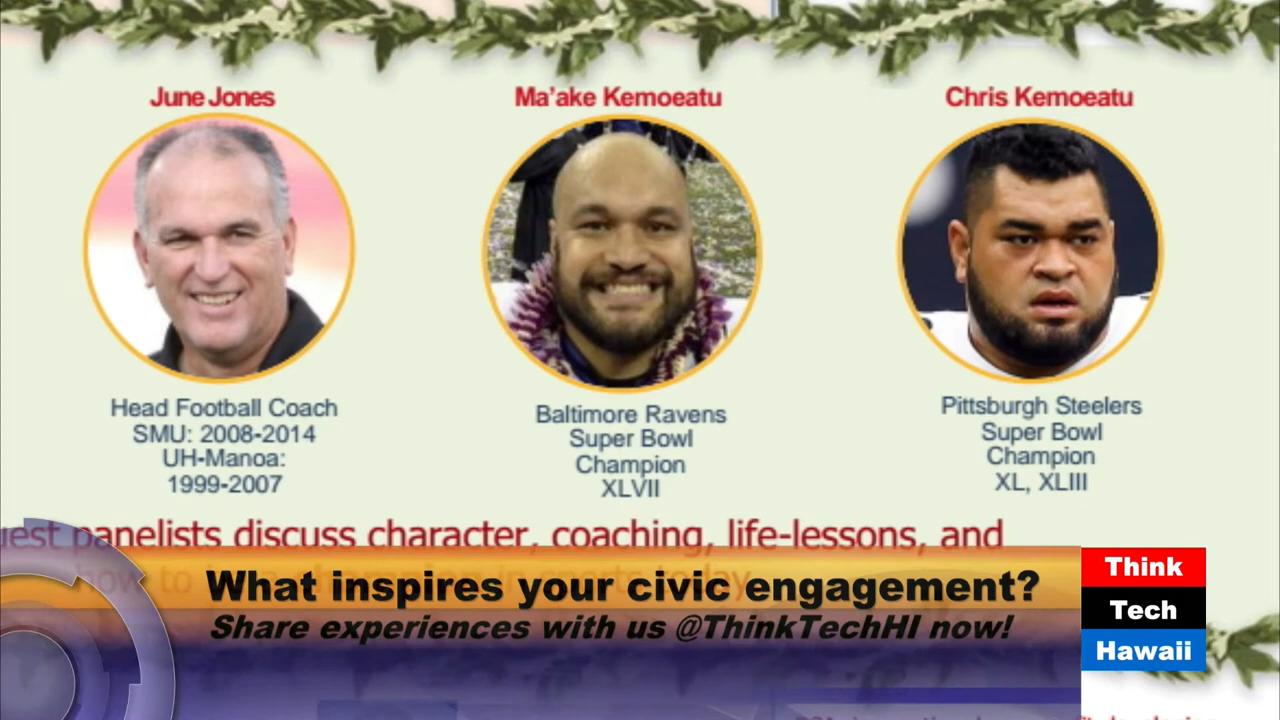 June Jones
Ma'ake Kemoeatu
Chris Kemoeatu
Head Football Coach
SMU: 2008-2014
UH-Manoa:
1999-2007
Baltimore Ravens
Super Bowl
Champion
XLVII
Pittsburgh Steelers
Super Bowl
Champion
XL, XLIII
panelists discuss character, coaching, life-lessons, and
how to
What inspires your civic engagement?
Share experiences with us @ThinkTechHI now!
Think
Tech
Hawaii